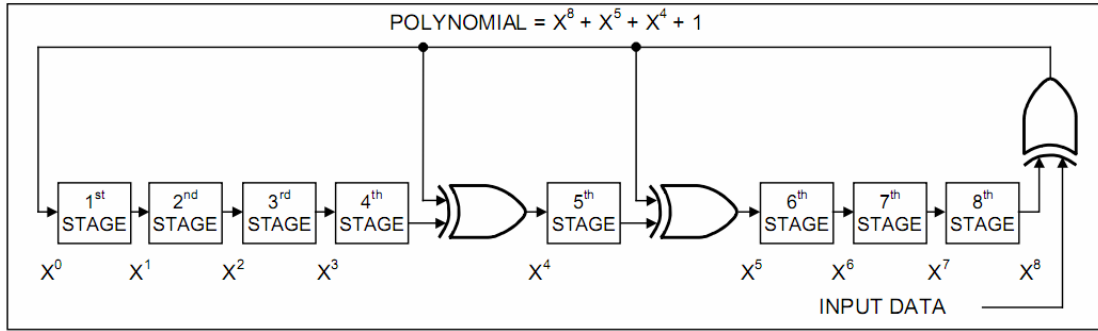 POLYNOMIAL = X⁸ + X⁵ + X⁴ + 1
1ˢᵗ STAGE
2ⁿᵈ STAGE
3ʳᵈ STAGE
4ᵗʰ STAGE
5ᵗʰ STAGE
6ᵗʰ STAGE
7ᵗʰ STAGE
8ᵗʰ STAGE
X⁰ X¹ X² X³ X⁴ X⁵ X⁶ X⁷ X⁸
INPUT DATA